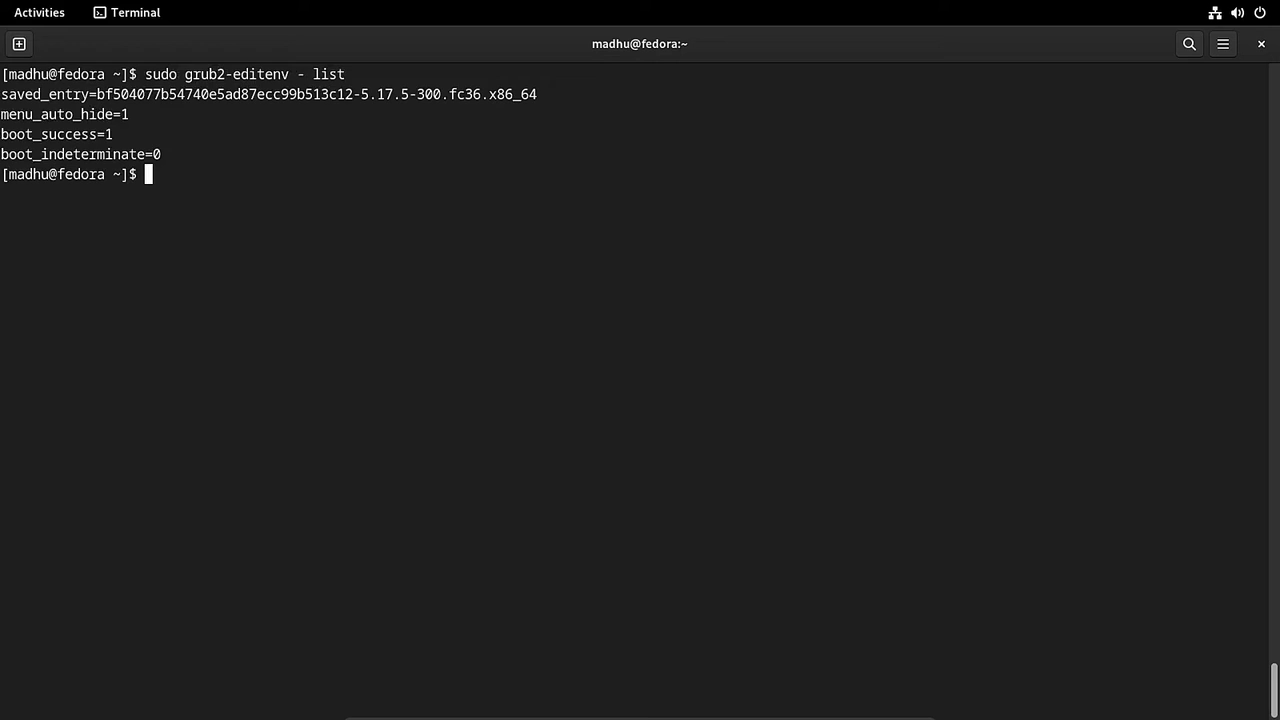 Activities
Terminal
madhu@fedora:~
[madhu@fedora ~]$ sudo grub2-editenv - list
saved_entry=bf504077b54740e5ad87ecc99b513c12-5.17.5-300.fc36.x86_64
menu_auto_hide=1
boot_success=1
boot_indeterminate=0
[madhu@fedora ~]$